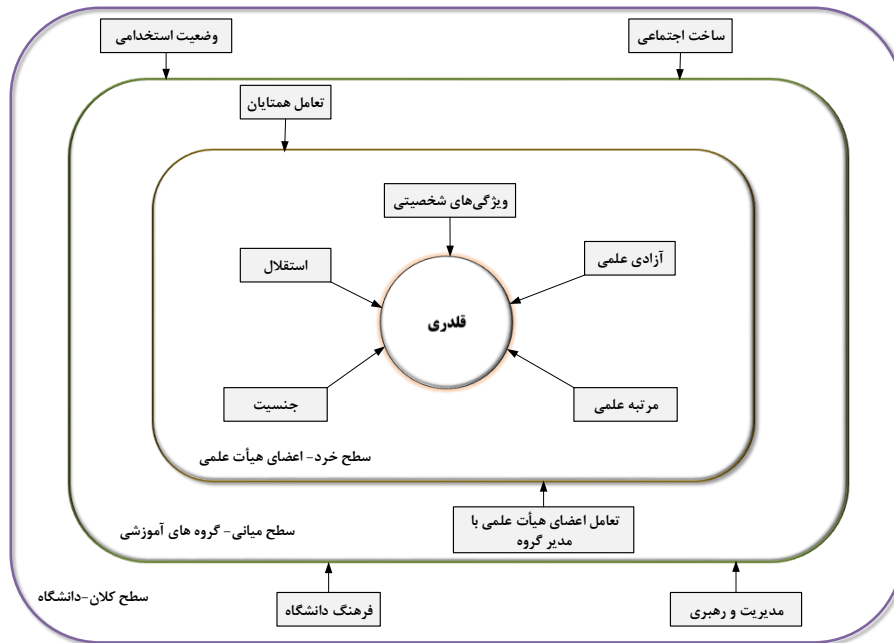 ساخت اجتماعی
وضعیت استخدامی
تعامل همتایان
ویژگی‌های شخصیتی
آزادی علمی
استقلال
قلدری
مرتبه علمی
جنسیت
سطح خرد- اعضای هیأت علمی
تعامل اعضای هیأت علمی با
مدیر گروه
سطح میانی- گروه های آموزشی
سطح کلان-دانشگاه
مدیریت و رهبری
فرهنگ دانشگاه